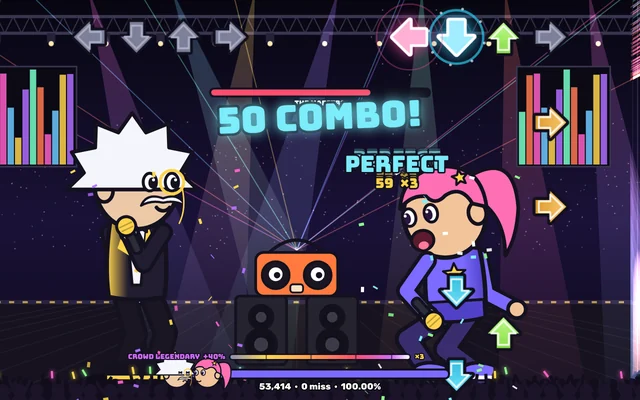 50 COMBO!
PERFECT
59 ×3
CROWD LEGENDARY +40%
×3
53,414 • 0 miss • 100.00%